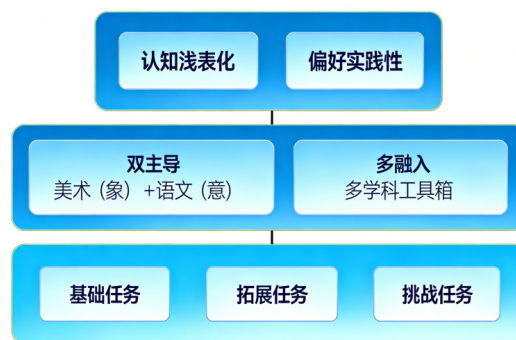 认知浅表化
偏好实践性
双主导
美术（象）+语文（意）
多融入
多学科工具箱
基础任务
拓展任务
挑战任务